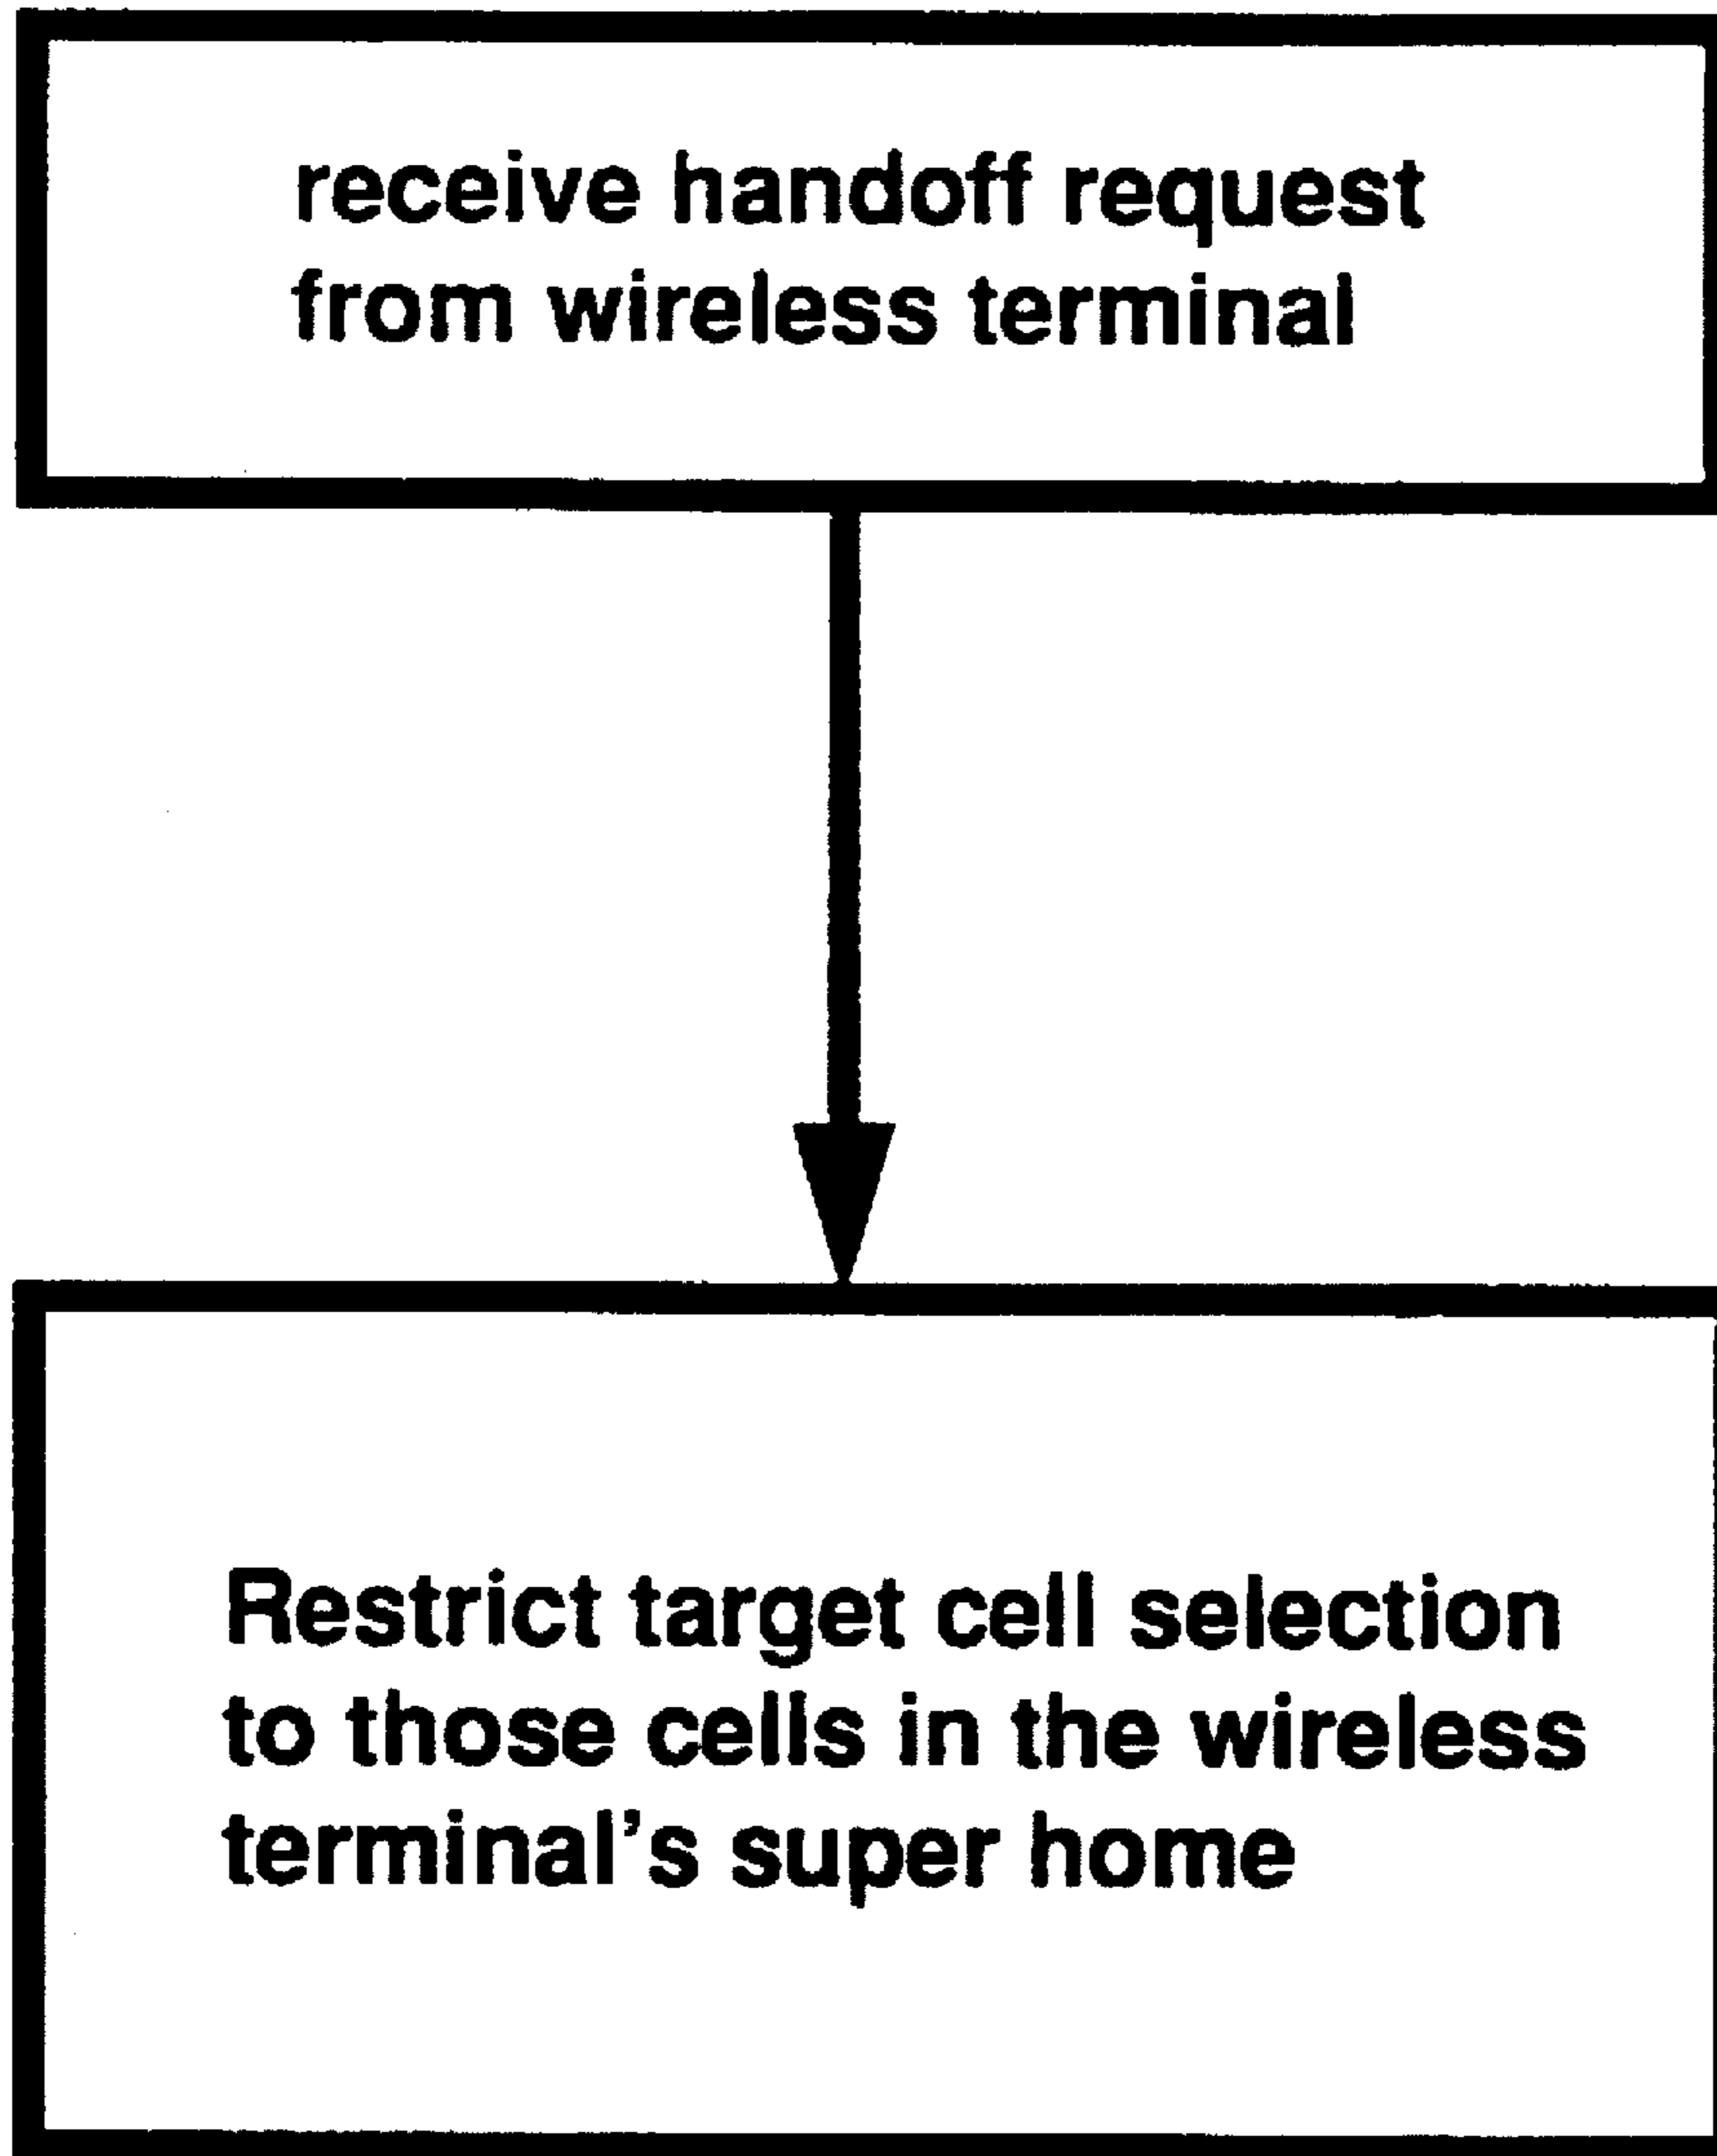 receive handoff request
from wireless terminal
Restrict target cell selection
to those cells in the wireless
terminal's super home